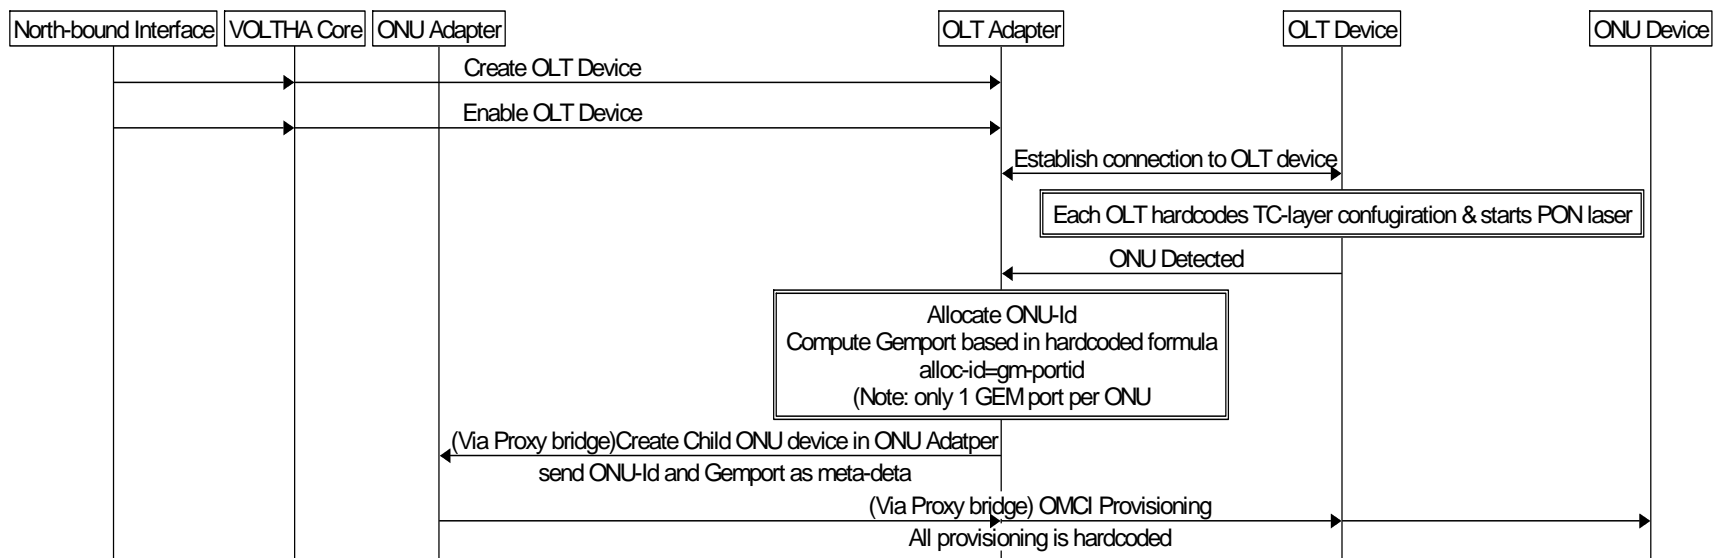 North-bound Interface
VOLTHA Core
ONU Adapter
OLT Adapter
OLT Device
ONU Device
Create OLT Device
Enable OLT Device
Establish connection to OLT device
Each OLT hardcodes TC-layer confugiration & starts PON laser
ONU Detected
Allocate ONU-Id
Compute Gemport based in hardcoded formula
alloc-id=gm-portid
(Note: only 1 GEM port per ONU
(Via Proxy bridge)Create Child ONU device in ONU Adatper
send ONU-Id and Gemport as meta-deta
(Via Proxy bridge) OMCI Provisioning
All provisioning is hardcoded